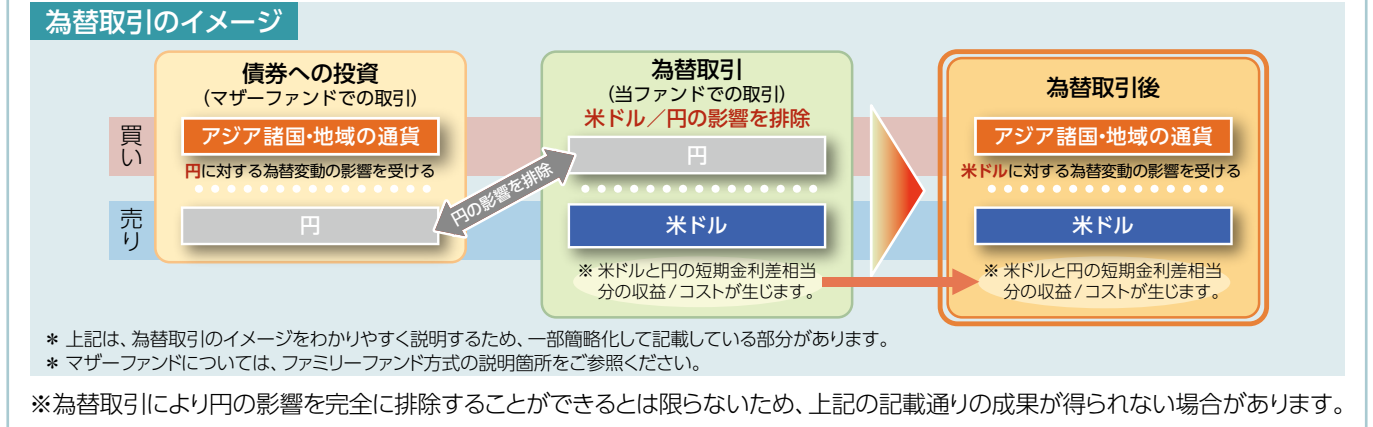 為替取引のイメージ
債券への投資
（マザーファンドでの取引）
買い
アジア諸国・地域の通貨
円に対する為替変動の影響を受ける
売り
円
円の影響を排除
為替取引
（当ファンドでの取引）
米ドル／円の影響を排除
円
米ドル
※ 米ドルと円の短期金利差相当
分の収益／コストが生じます。
為替取引後
アジア諸国・地域の通貨
米ドルに対する為替変動の影響を受ける
米ドル
※ 米ドルと円の短期金利差相当
分の収益／コストが生じます。
＊ 上記は、為替取引のイメージをわかりやすく説明するため、一部簡略化して記載している部分があります。
＊ マザーファンドについては、ファミリーファンド方式の説明箇所をご参照ください。
※為替取引により円の影響を完全に排除することができるとは限らないため、上記の記載通りの成果が得られない場合があります。